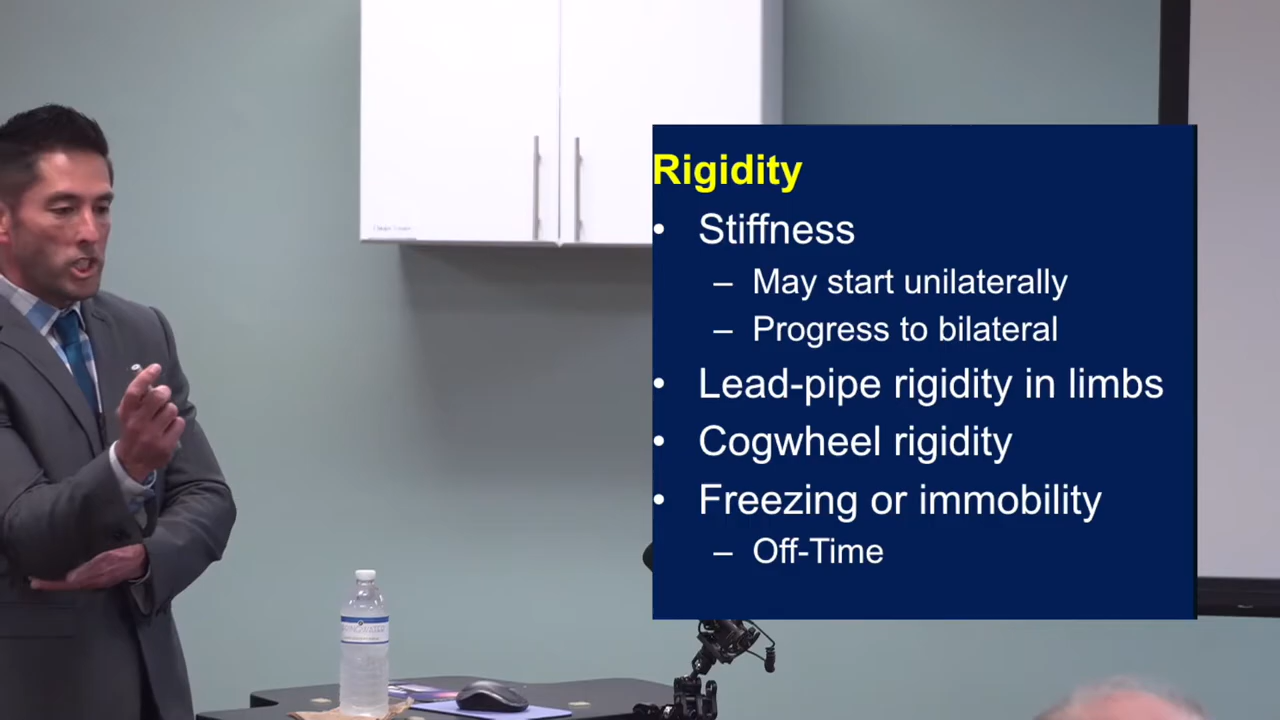 Rigidity
• Stiffness
– May start unilaterally
– Progress to bilateral
• Lead-pipe rigidity in limbs
• Cogwheel rigidity
• Freezing or immobility
– Off-Time